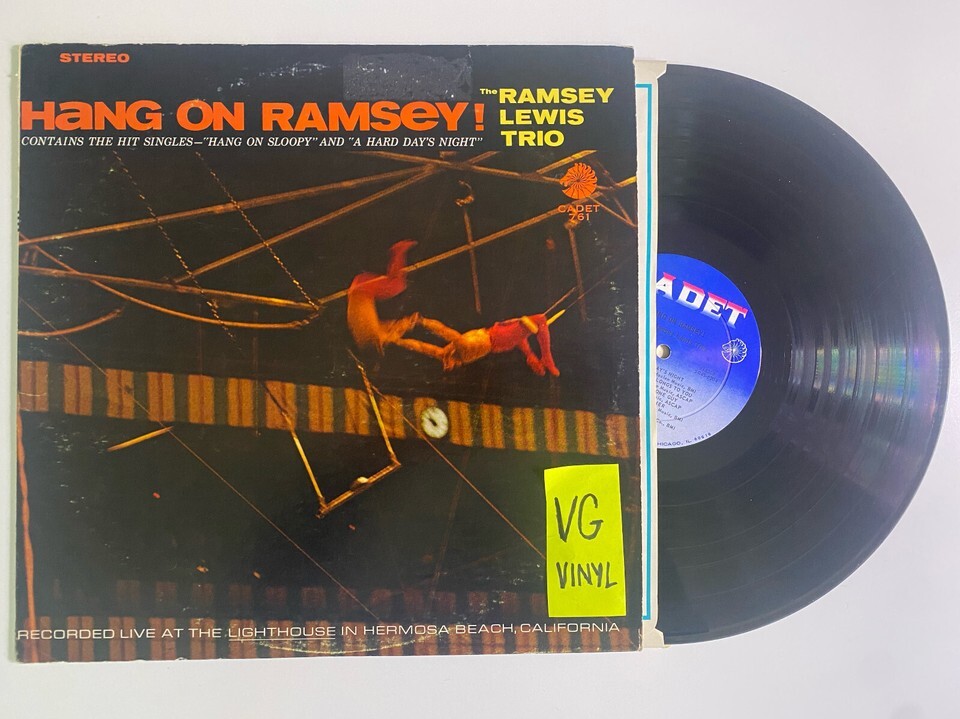 STEREO
HANG ON RAMSEY!
The RAMSEY
LEWIS
TRIO
CONTAINS THE HIT SINGLES—"HANG ON SLOOPY" AND "A HARD DAY'S NIGHT"
CADET
761
ADET
VG
VINYL
RECORDED LIVE AT THE LIGHTHOUSE IN HERMOSA BEACH, CALIFORNIA